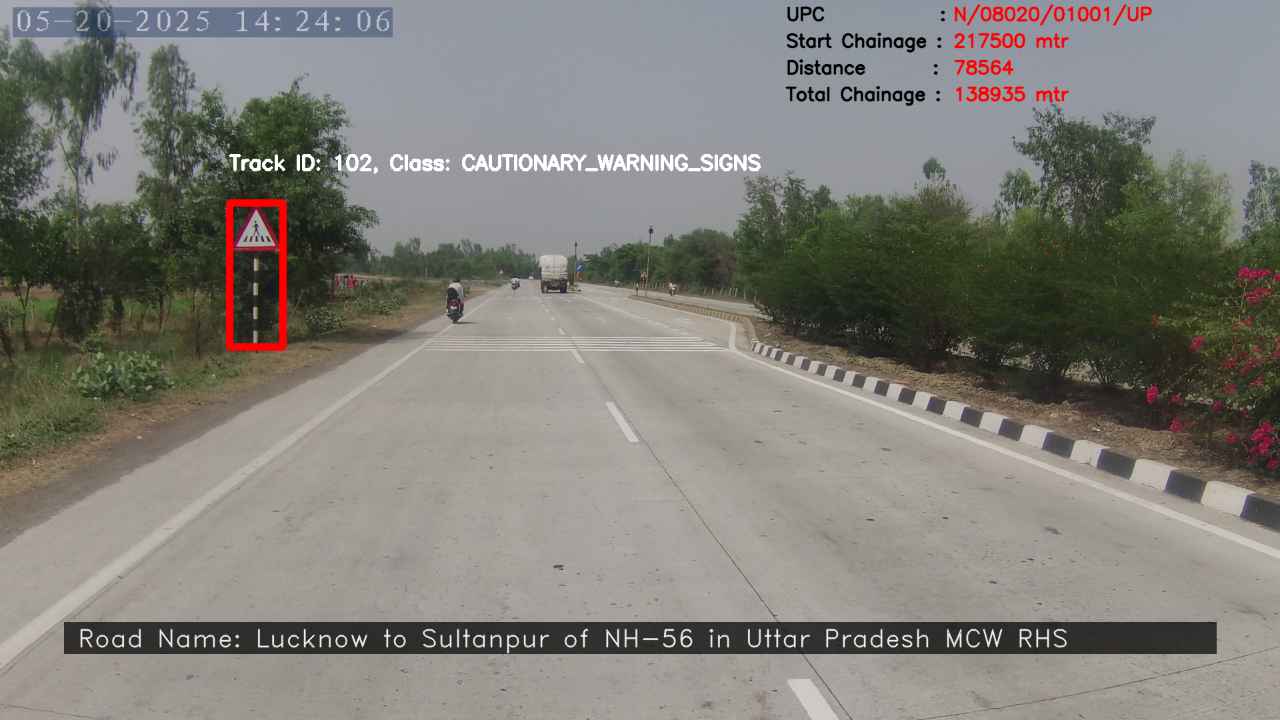 05-20-2025 14:24:06
UPC : N/08020/01001/UP
Start Chainage : 217500 mtr
Distance : 78564
Total Chainage : 138935 mtr
Track ID: 102, Class: CAUTIONARY_WARNING_SIGNS
Road Name: Lucknow to Sultanpur of NH-56 in Uttar Pradesh MCW RHS